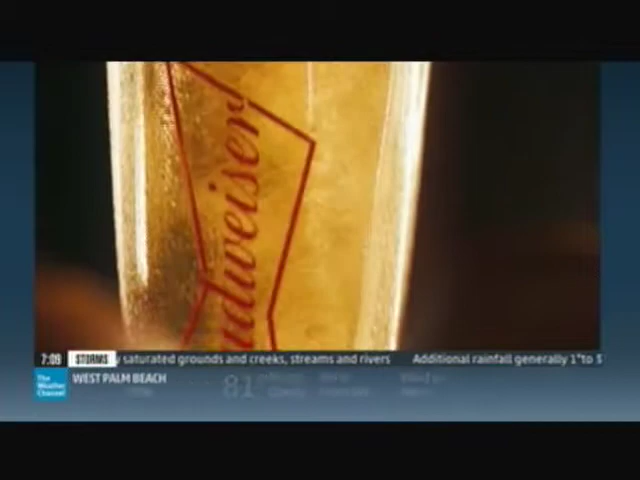 udweiser
7:09 STORMS y saturated grounds and creeks, streams and rivers Additional rainfall generally 1"to 3
The Weather Channel
WEST PALM BEACH
81